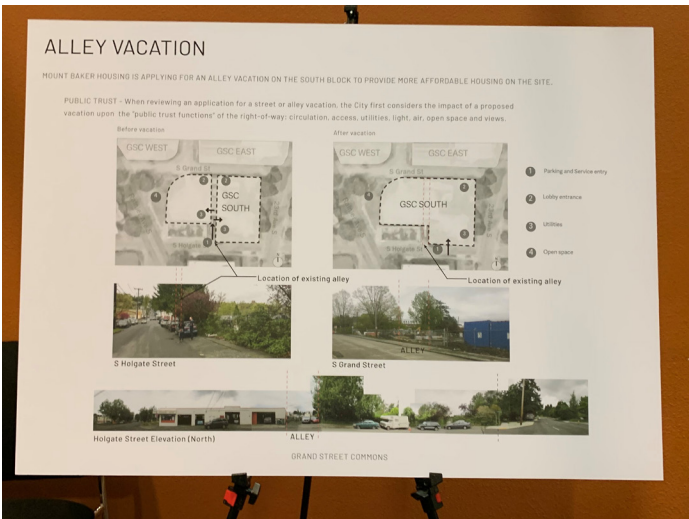 ALLEY VACATION
MOUNT BAKER HOUSING IS APPLYING FOR AN ALLEY VACATION ON THE SOUTH BLOCK TO PROVIDE MORE AFFORDABLE HOUSING ON THE SITE.
PUBLIC TRUST - When reviewing an application for a street or alley vacation, the City first considers the impact of a proposed
vacation upon the "public trust functions" of the right-of-way: circulation, access, utilities, light, air, open space and views.
Before vacation
GSC WEST
GSC EAST
S Grand St
GSC
SOUTH
S Holgate St
After vacation
GSC WEST
GSC EAST
S Grand St
GSC SOUTH
S Holgate St
1 Parking and Service entry
2 Lobby entrance
3 Utilities
4 Open space
Location of existing alley
Location of existing alley
S Holgate Street
ALLEY
S Grand Street
Holgate Street Elevation (North)
ALLEY
GRAND STREET COMMONS